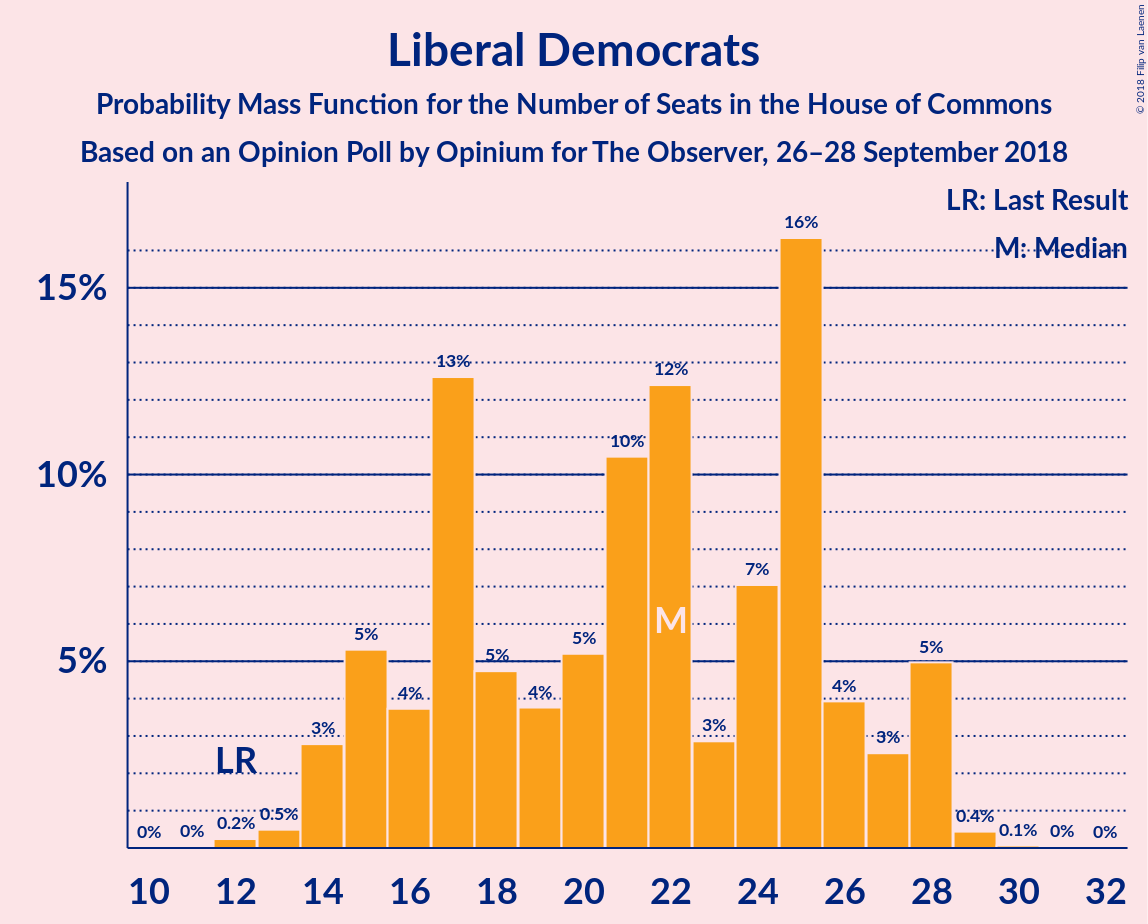 Liberal Democrats
Probability Mass Function for the Number of Seats in the House of Commons
Based on an Opinion Poll by Opinium for The Observer, 26–28 September 2018
© 2018 Filip van Laenen
LR: Last Result
M: Median
15%
10%
5%
0% 0% 0.2% 0.5% 3% 5% 4% 13% 5% 4% 5% 10% 12% 3% 7% 16% 4% 3% 5% 0.4% 0.1% 0% 0%
LR
M
10 12 14 16 18 20 22 24 26 28 30 32